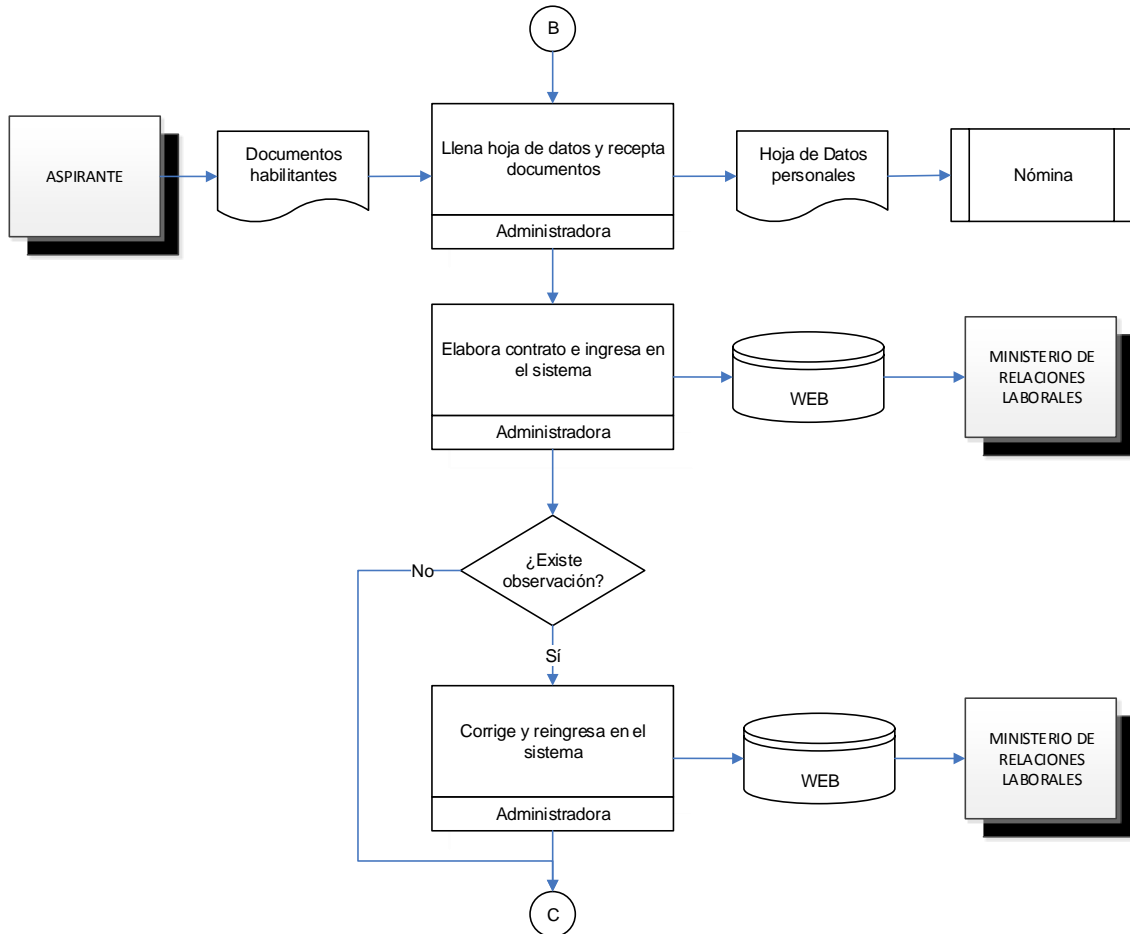 B
ASPIRANTE
Documentos
habilitantes
Llena hoja de datos y recepta
documentos
Administradora
Hoja de Datos
personales
Nómina
Elabora contrato e ingresa en
el sistema
Administradora
WEB
MINISTERIO DE
RELACIONES
LABORALES
¿Existe
observación?
No
Sí
Corrige y reingresa en el
sistema
Administradora
WEB
MINISTERIO DE
RELACIONES
LABORALES
C